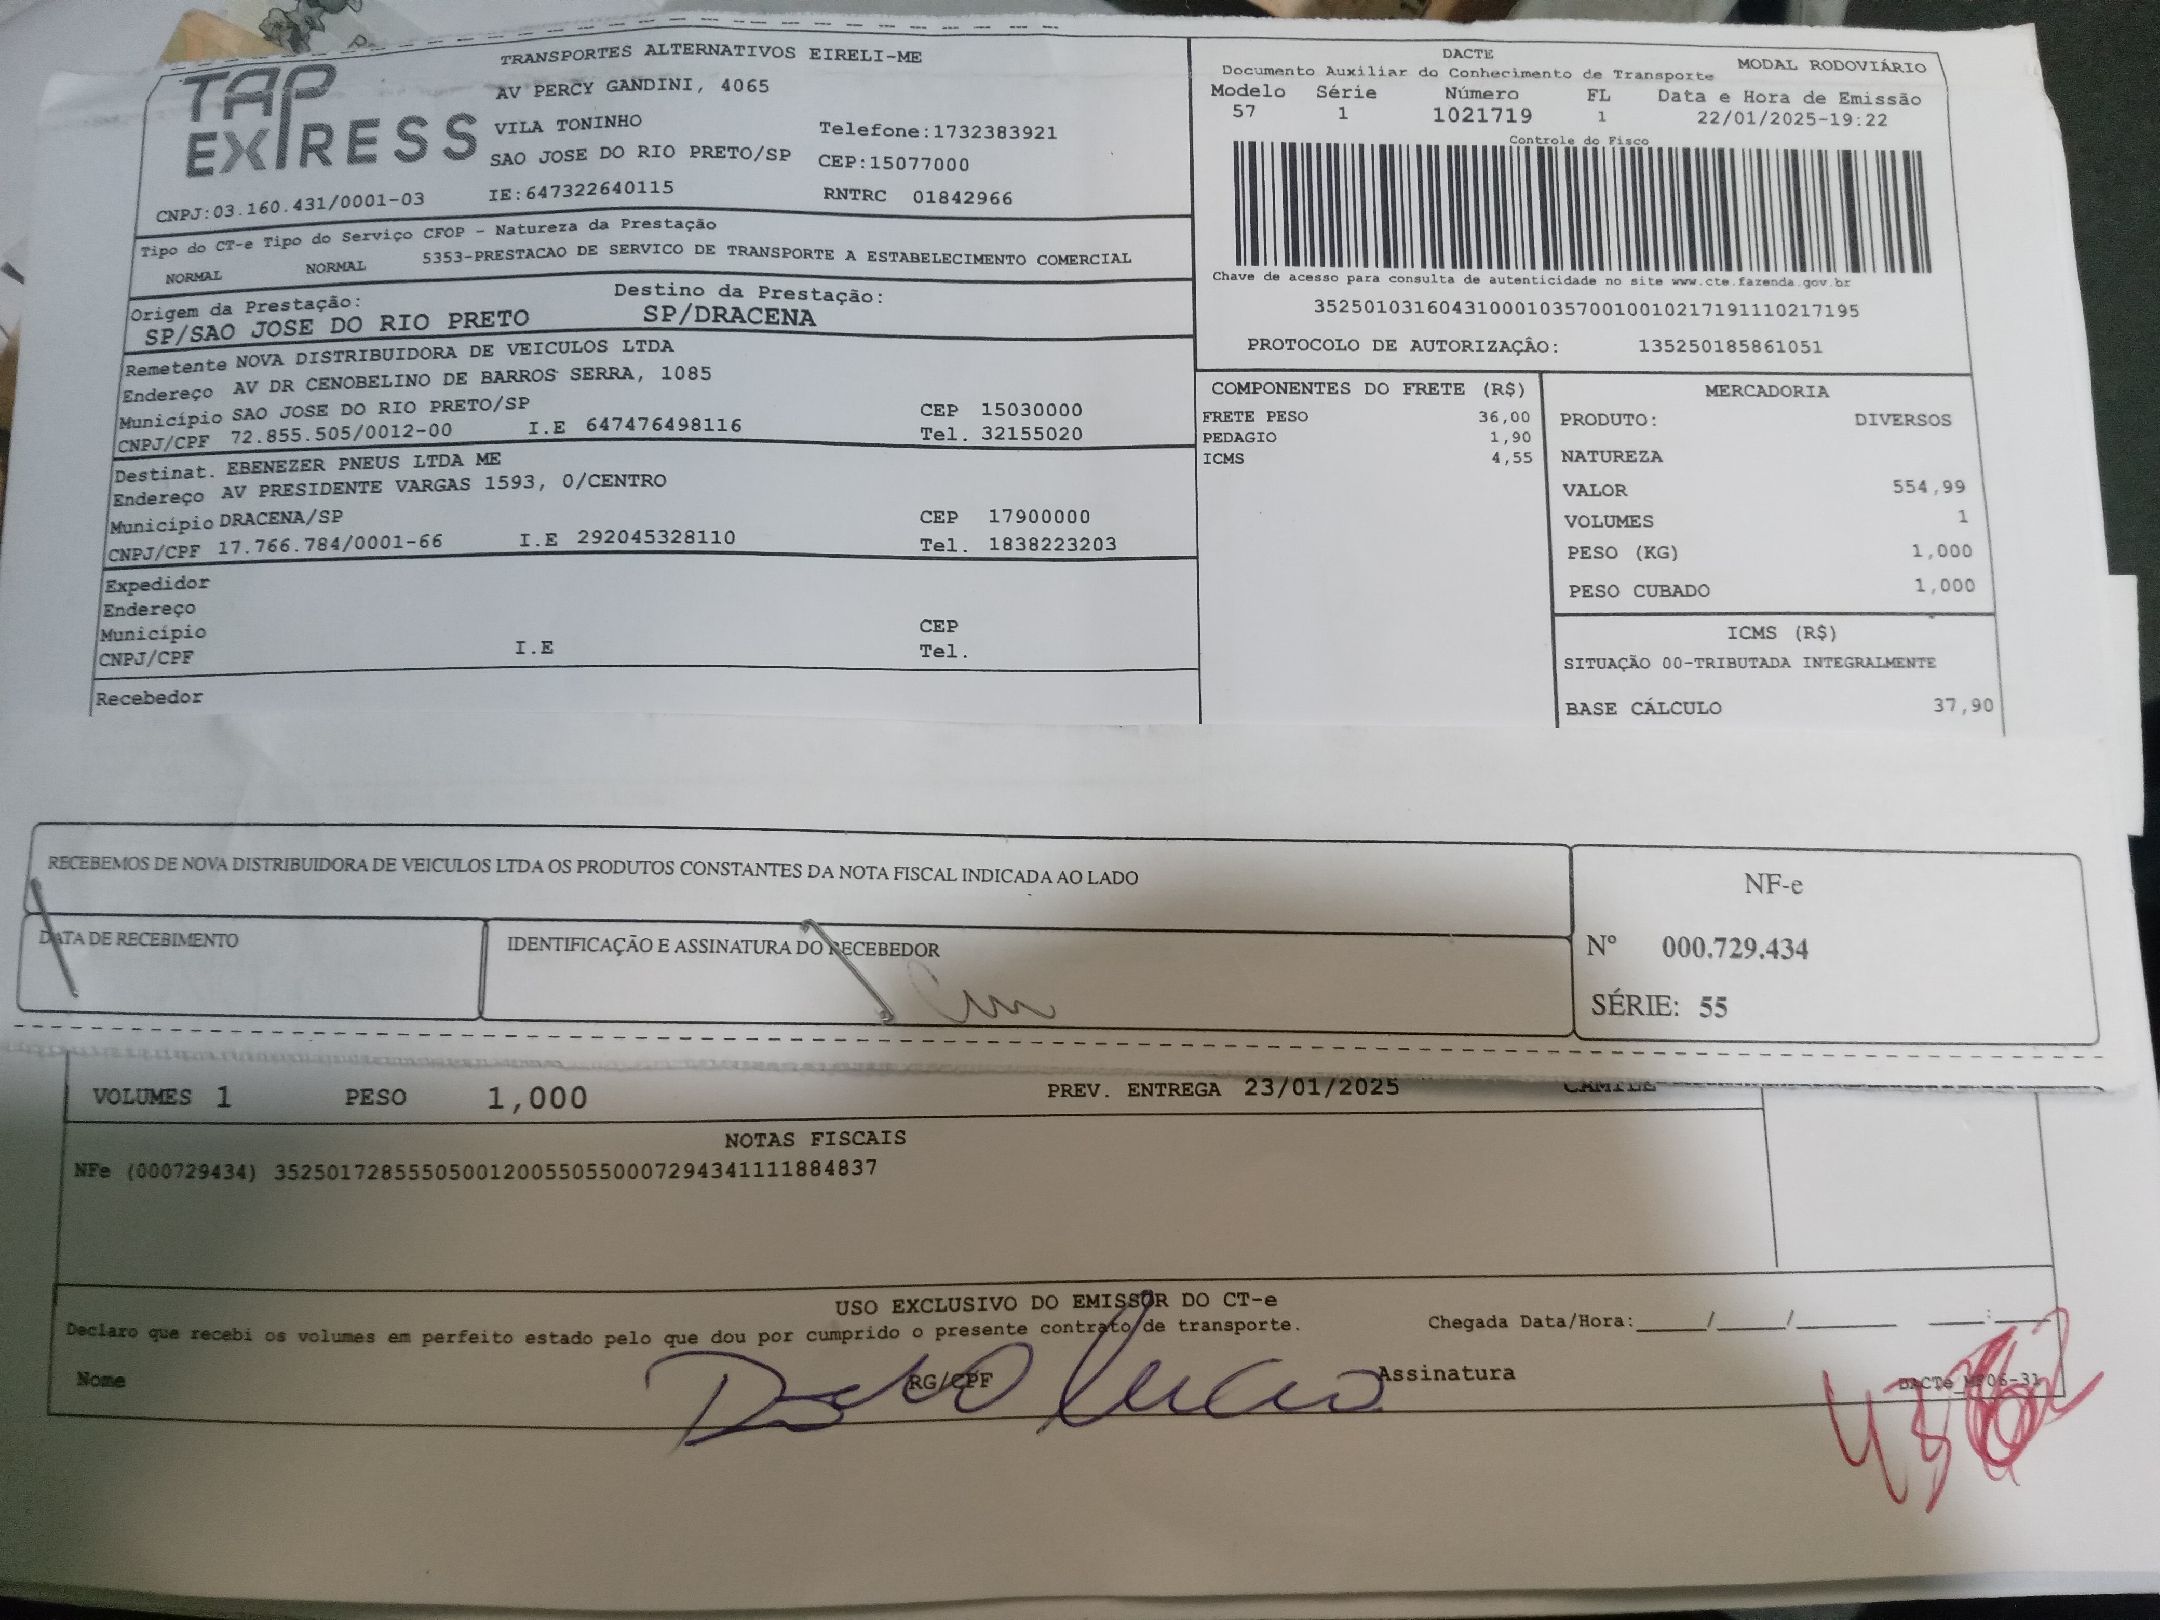 TAP EXPRESS
TRANSPORTES ALTERNATIVOS EIRELI-ME
AV PERCY GANDINI, 4065
VILA TONINHO
Telefone:1732383921
SAO JOSE DO RIO PRETO/SP CEP:15077000
CNPJ:03.160.431/0001-03 IE:647322640115 RNTRC 01842966
Tipo do CT-e Tipo do Serviço CFOP - Natureza da Prestação
NORMAL NORMAL 5353-PRESTACAO DE SERVICO DE TRANSPORTE A ESTABELECIMENTO COMERCIAL
Origem da Prestação: Destino da Prestação:
SP/SAO JOSE DO RIO PRETO SP/DRACENA
Remetente NOVA DISTRIBUIDORA DE VEICULOS LTDA
Endereço AV DR CENOBELINO DE BARROS SERRA, 1085
Município SAO JOSE DO RIO PRETO/SP CEP 15030000
CNPJ/CPF 72.855.505/0012-00 I.E 647476498116 Tel. 32155020
Destinat. EBENEZER PNEUS LTDA ME
Endereço AV PRESIDENTE VARGAS 1593, 0/CENTRO
Município DRACENA/SP CEP 17900000
CNPJ/CPF 17.766.784/0001-66 I.E 292045328110 Tel. 1838223203
Expedidor
Endereço
Município CEP
CNPJ/CPF I.E Tel.
Recebedor
DACTE
Documento Auxiliar do Conhecimento de Transporte MODAL RODOVIÁRIO
Modelo Série Número FL Data e Hora de Emissão
57 1 1021719 1 22/01/2025-19:22
Controle do Fisco
Chave de acesso para consulta de autenticidade no site www.cte.fazenda.gov.br
35250103160431000103570010010217191110217195
PROTOCOLO DE AUTORIZAÇÂO: 135250185861051
COMPONENTES DO FRETE (R$)
FRETE PESO 36,00
PEDAGIO 1,90
ICMS 4,55
MERCADORIA
PRODUTO: DIVERSOS
NATUREZA
VALOR 554,99
VOLUMES 1
PESO (KG) 1,000
PESO CUBADO 1,000
ICMS (R$)
SITUAÇÃO 00-TRIBUTADA INTEGRALMENTE
BASE CÁLCULO 37,90
RECEBEMOS DE NOVA DISTRIBUIDORA DE VEICULOS LTDA OS PRODUTOS CONSTANTES DA NOTA FISCAL INDICADA AO LADO
DATA DE RECEBIMENTO
IDENTIFICAÇÃO E ASSINATURA DO RECEBEDOR
NF-e
Nº 000.729.434
SÉRIE: 55
VOLUMES 1 PESO 1,000 PREV. ENTREGA 23/01/2025 CAMILE
NOTAS FISCAIS
NFe (000729434) 35250172855505001200550550007294341111884837
USO EXCLUSIVO DO EMISSOR DO CT-e
Declaro que recebi os volumes em perfeito estado pelo que dou por cumprido o presente contrato de transporte. Chegada Data/Hora:_____/_____/_______ ____:____
Nome RG/CPF Assinatura